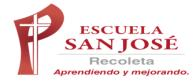 ESCUELA
SAN JOSÉ
Recoleta
Aprendiendo y mejorando.